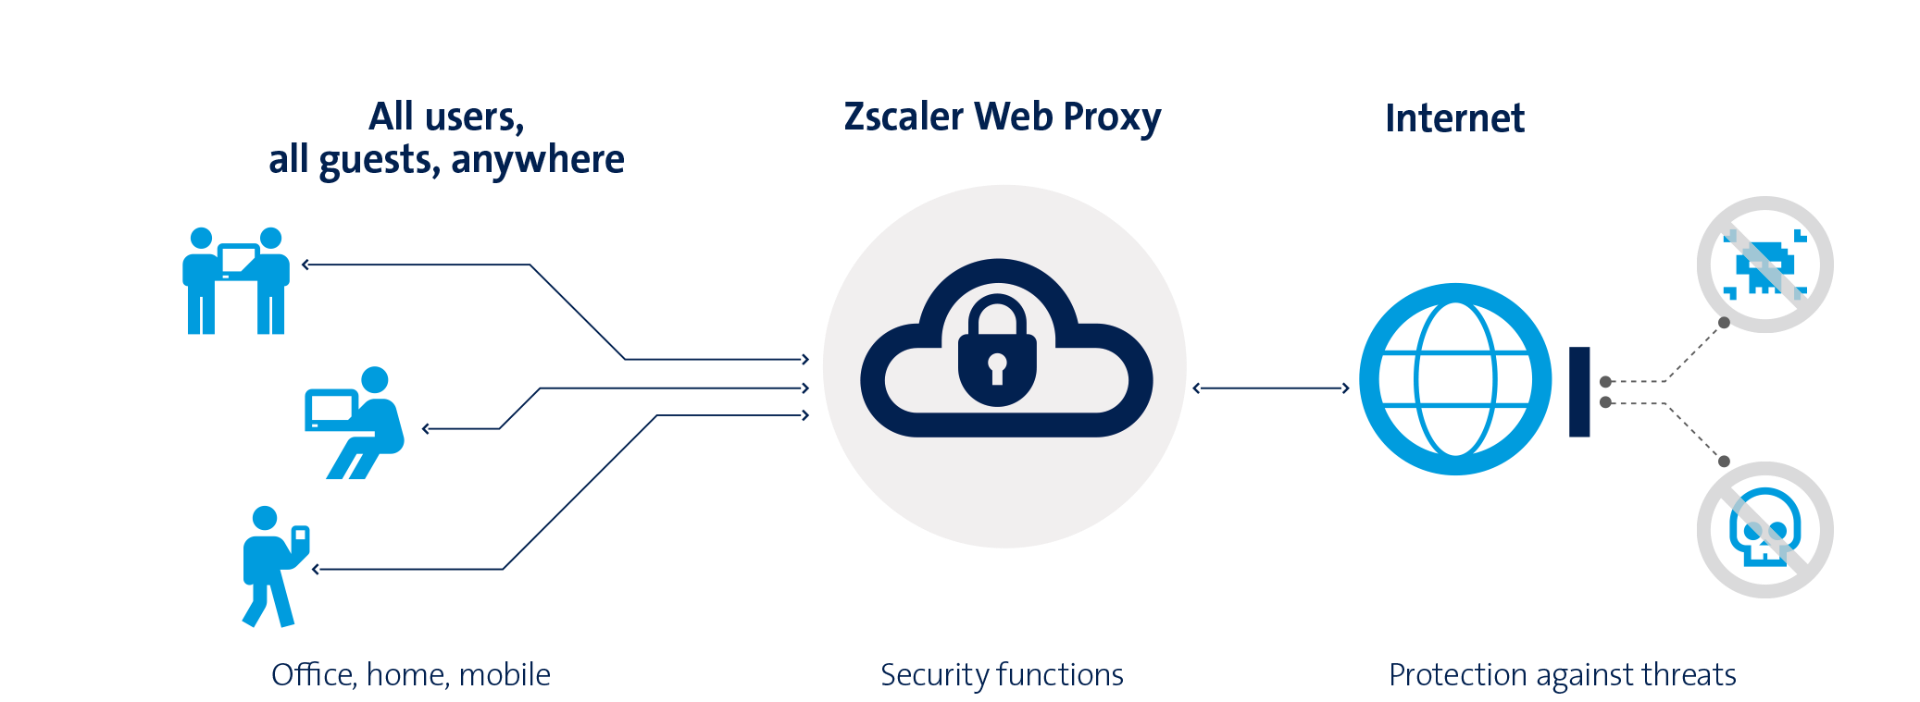 All users,
all guests, anywhere
Zscaler Web Proxy
Internet
Office, home, mobile
Security functions
Protection against threats